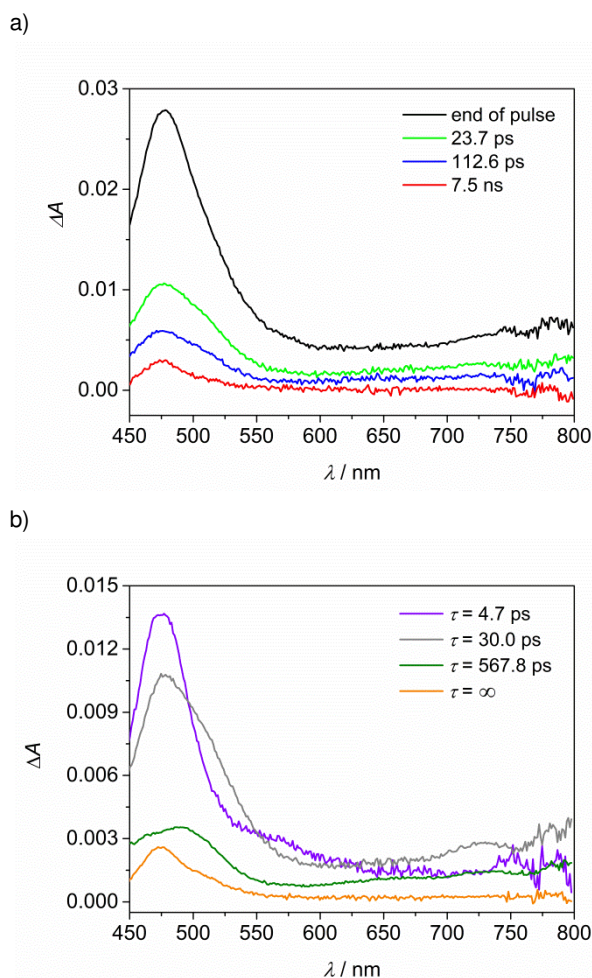 a)
0.03
0.02
0.01
0.00
ΔA
end of pulse
23.7 ps
112.6 ps
7.5 ns
450 500 550 600 650 700 750 800
λ / nm
b)
0.015
0.012
0.009
0.006
0.003
0.000
ΔA
τ = 4.7 ps
τ = 30.0 ps
τ = 567.8 ps
τ = ∞
450 500 550 600 650 700 750 800
λ / nm